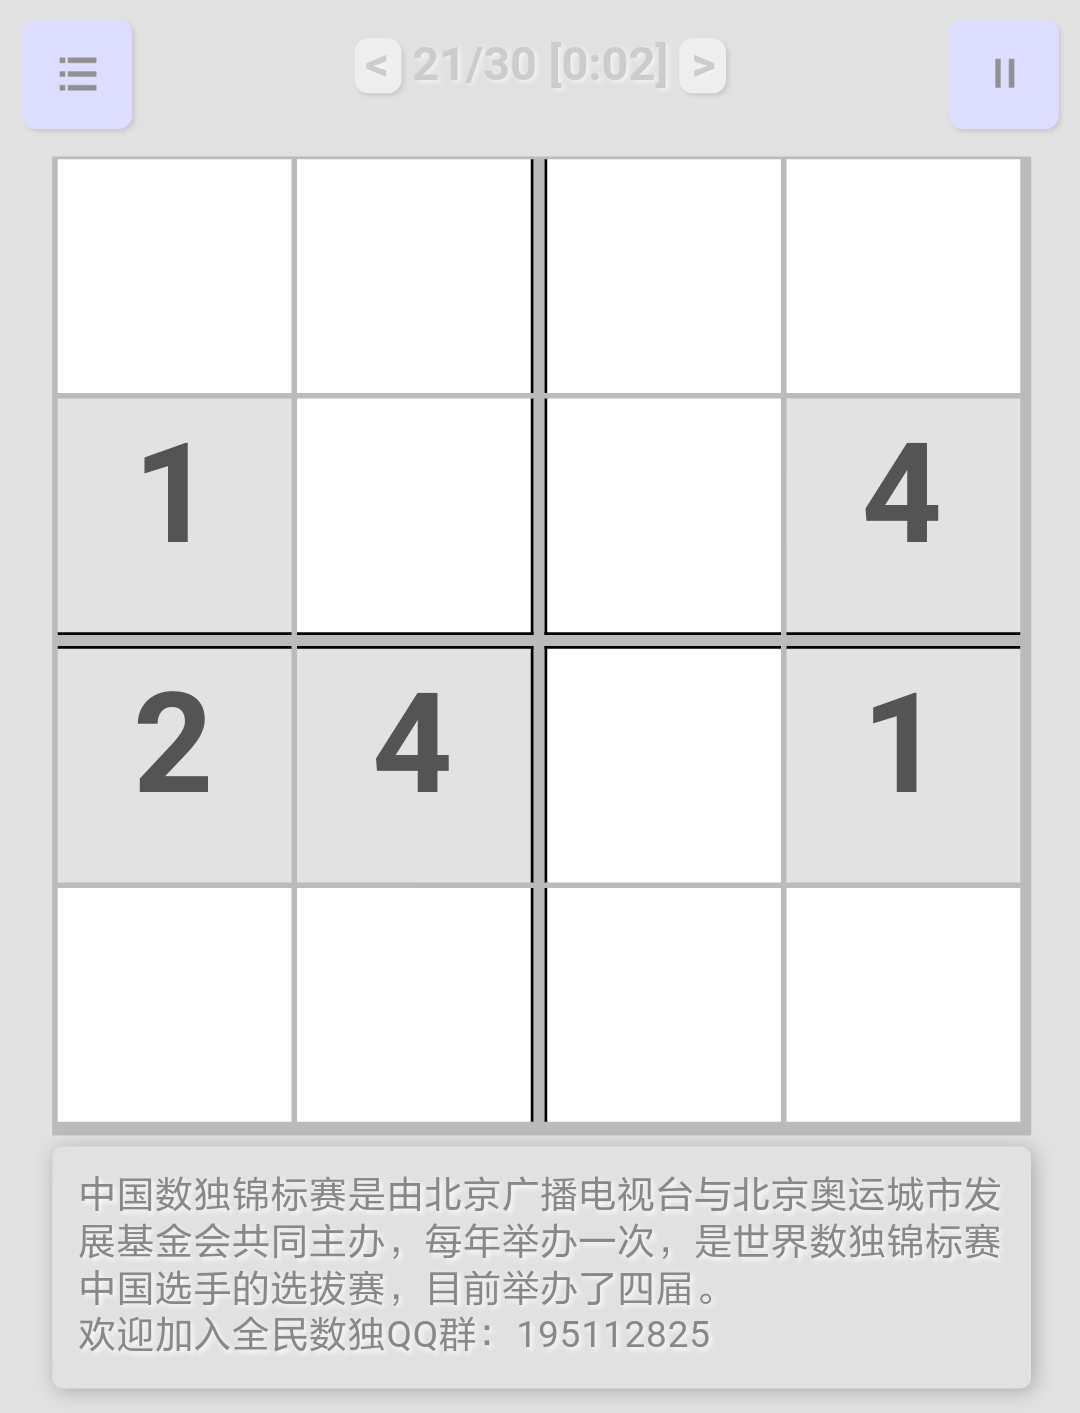 < 21/30 [0:02] >
1 4
2 4 1
中国数独锦标赛是由北京广播电视台与北京奥运城市发
展基金会共同主办，每年举办一次，是世界数独锦标赛
中国选手的选拔赛，目前举办了四届。
欢迎加入全民数独QQ群：195112825